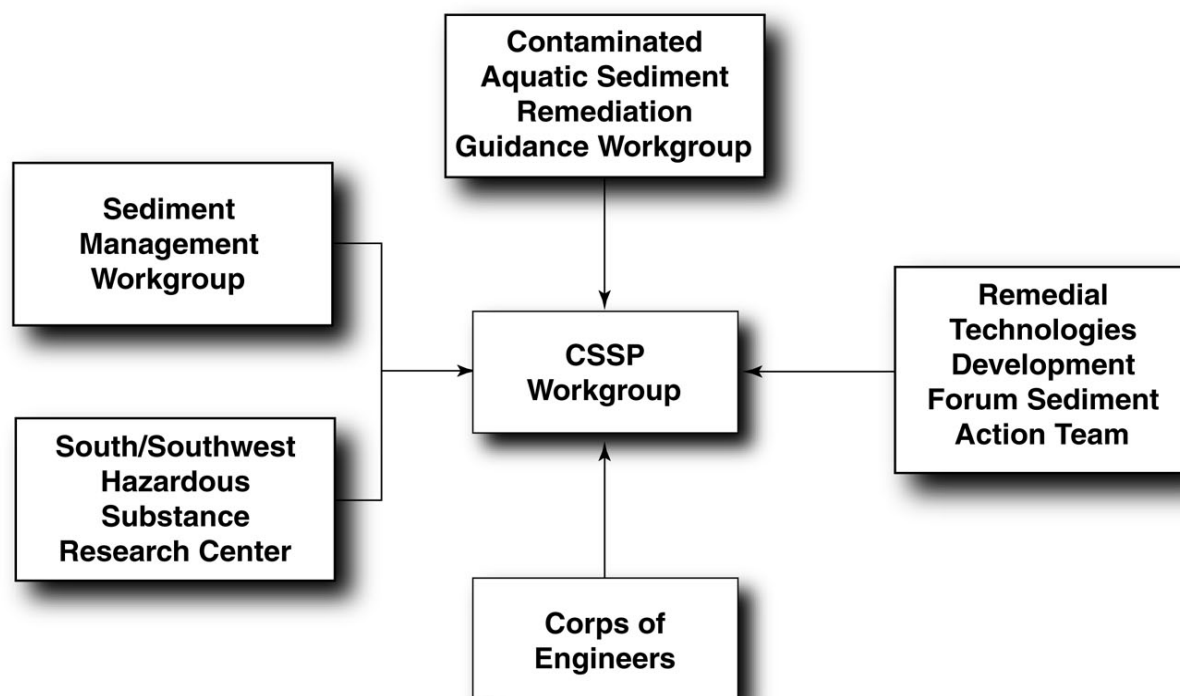 Contaminated
Aquatic Sediment
Remediation
Guidance Workgroup
Sediment
Management
Workgroup
CSSP
Workgroup
Remedial
Technologies
Development
Forum Sediment
Action Team
South/Southwest
Hazardous
Substance
Research Center
Corps of
Engineers